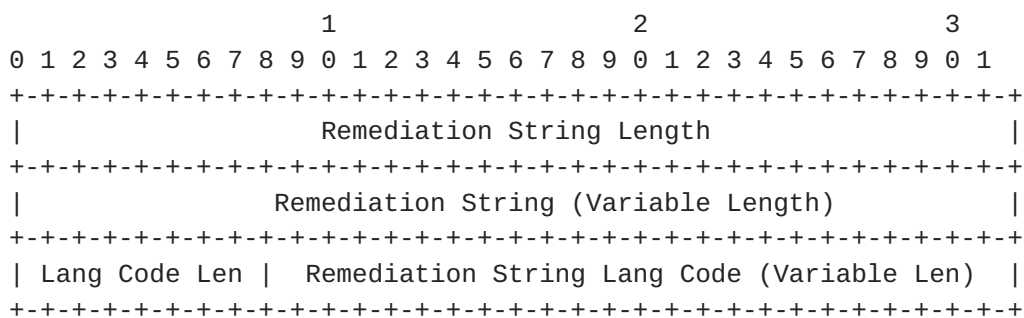 1                   2                   3
0 1 2 3 4 5 6 7 8 9 0 1 2 3 4 5 6 7 8 9 0 1 2 3 4 5 6 7 8 9 0 1
+-+-+-+-+-+-+-+-+-+-+-+-+-+-+-+-+-+-+-+-+-+-+-+-+-+-+-+-+-+-+-+-+
|                   Remediation String Length                   |
+-+-+-+-+-+-+-+-+-+-+-+-+-+-+-+-+-+-+-+-+-+-+-+-+-+-+-+-+-+-+-+-+
|                Remediation String (Variable Length)           |
+-+-+-+-+-+-+-+-+-+-+-+-+-+-+-+-+-+-+-+-+-+-+-+-+-+-+-+-+-+-+-+-+
| Lang Code Len |  Remediation String Lang Code (Variable Len)  |
+-+-+-+-+-+-+-+-+-+-+-+-+-+-+-+-+-+-+-+-+-+-+-+-+-+-+-+-+-+-+-+-+